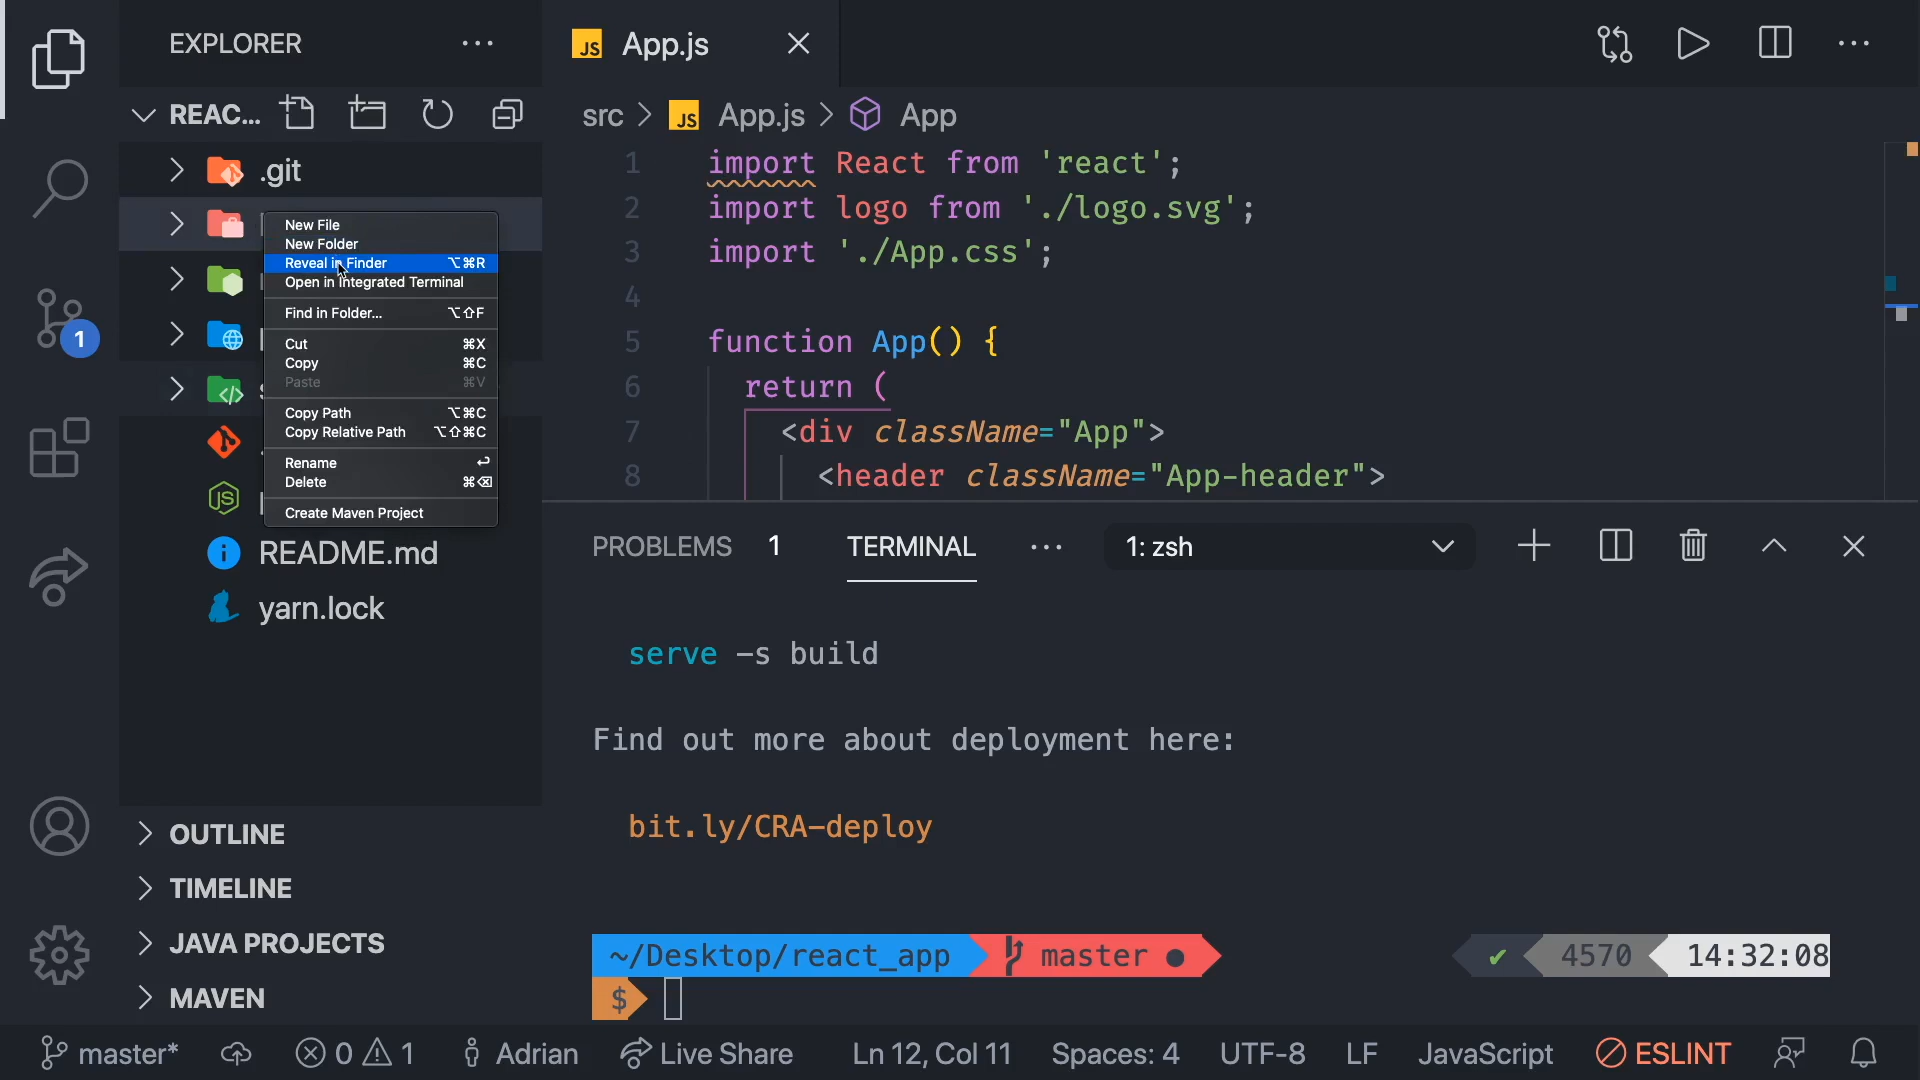 EXPLORER
REAC...
.git
New File
New Folder
Reveal in Finder ⌥⌘R
Open in Integrated Terminal
Find in Folder... ⌥⇧F
Cut ⌘X
Copy ⌘C
Paste ⌘V
Copy Path ⌥⌘C
Copy Relative Path ⌥⇧⌘C
Rename ↩
Delete ⌘⌫
Create Maven Project
README.md
yarn.lock
OUTLINE
TIMELINE
JAVA PROJECTS
MAVEN
1
JS App.js
src > JS App.js > App
1 import React from 'react';
2 import logo from './logo.svg';
3 import './App.css';
4
5 function App() {
6 return (
7 <div className="App">
8 <header className="App-header">
PROBLEMS 1 TERMINAL ... 1: zsh
serve -s build
Find out more about deployment here:
bit.ly/CRA-deploy
~/Desktop/react_app master ● ✔ 4570 14:32:08
$
master* 0 1 Adrian Live Share Ln 12, Col 11 Spaces: 4 UTF-8 LF JavaScript ESLINT